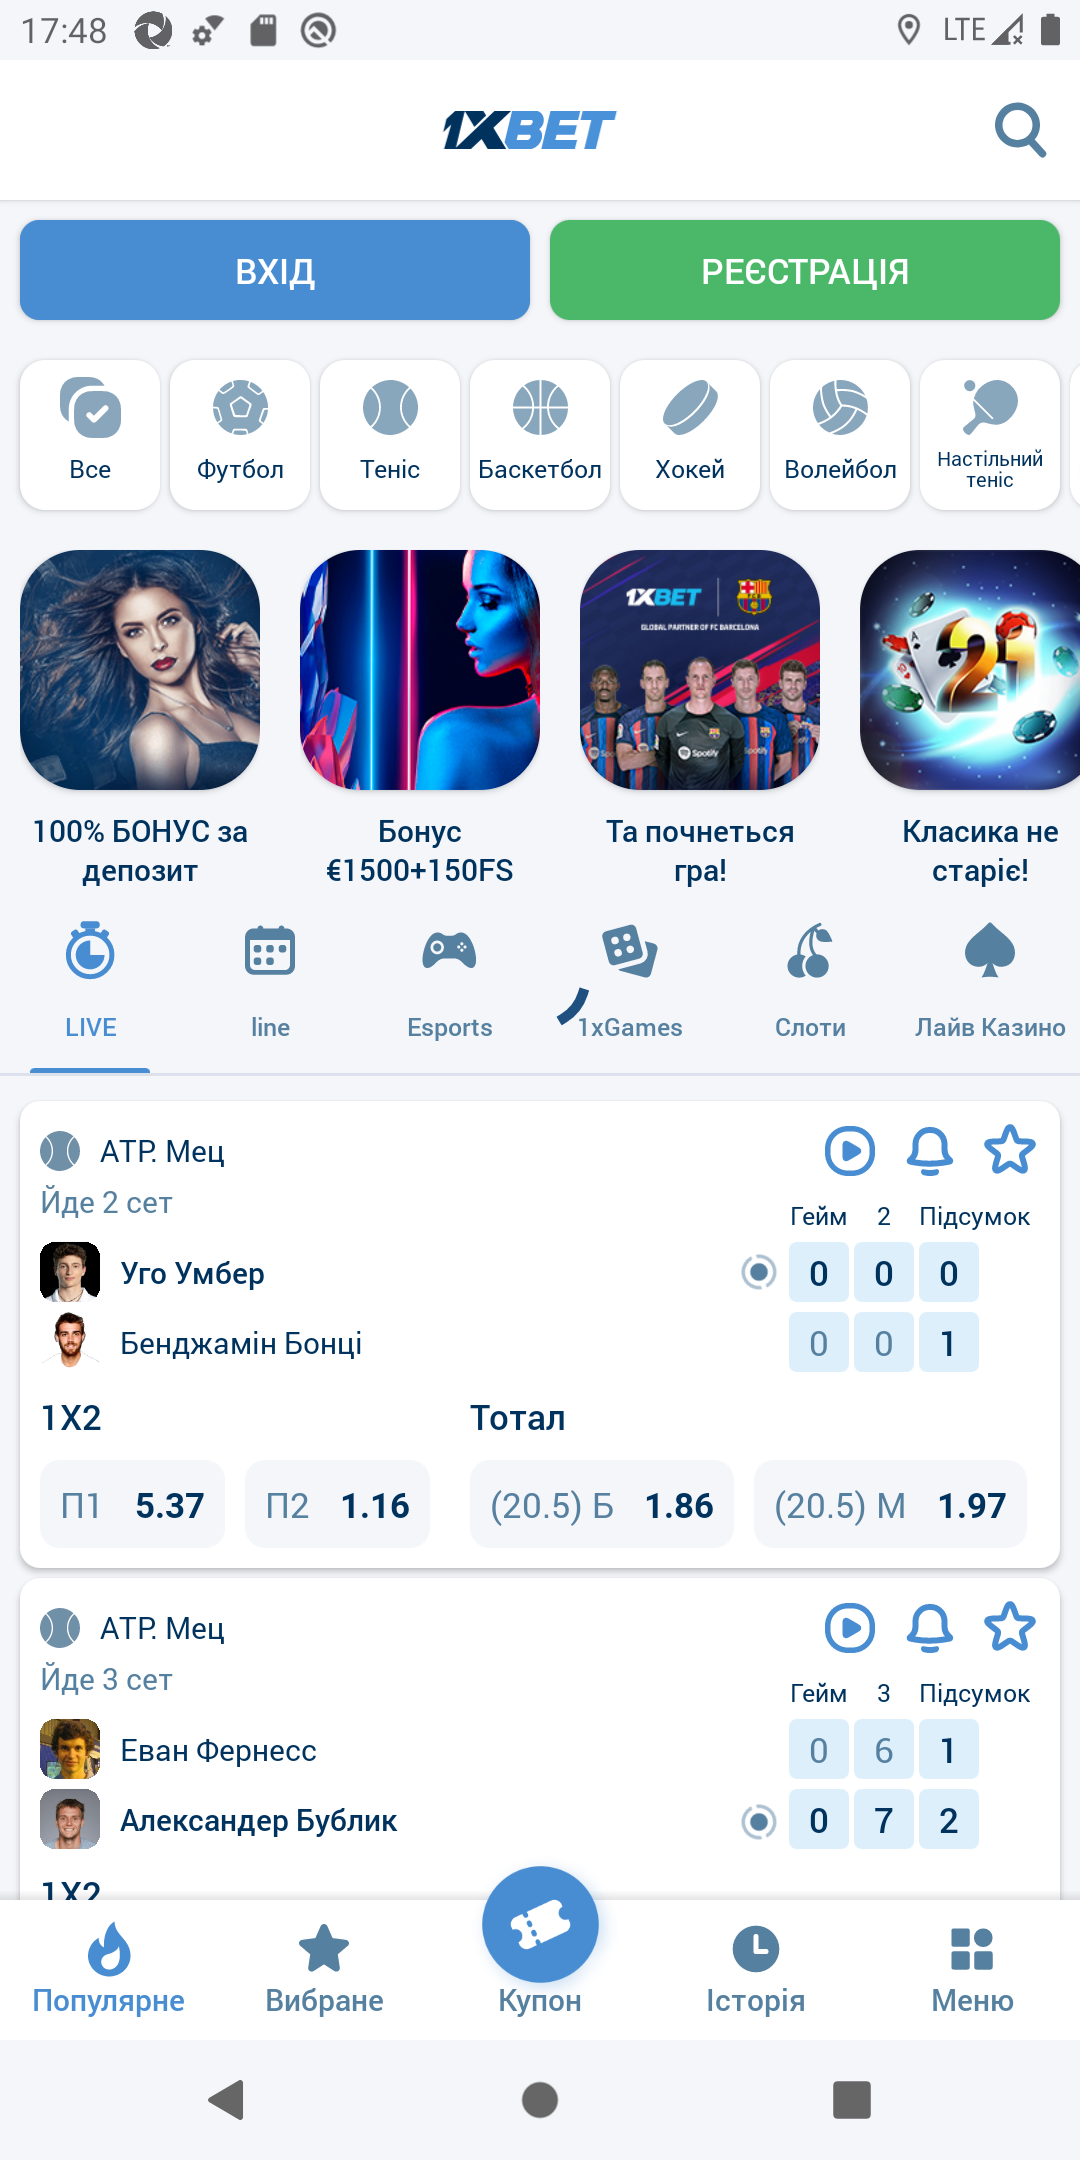 17:48
LTE
1XBET
ВХІД
РЕЄСТРАЦІЯ
Все
Футбол
Теніс
Баскетбол
Хокей
Волейбол
Настільний
теніс
1XBET
GLOBAL PARTNER OF FC BARCELONA
Spotify
A
21
100% БОНУС за
депозит
Бонус
€1500+150FS
Та почнеться
гра!
Класика не
старіє!
LIVE
line
Esports
1xGames
Слоти
Лайв Казино
ATP. Мец
Йде 2 сет
Гейм 2 Підсумок
Уго Умбер
0 0 0
Бенджамін Бонці
0 0 1
1X2
Тотал
П1 5.37
П2 1.16
(20.5) Б 1.86
(20.5) М 1.97
ATP. Мец
Йде 3 сет
Гейм 3 Підсумок
Еван Фернесс
0 6 1
Александер Бублик
0 7 2
1X2
Популярне
Вибране
Купон
Історія
Меню